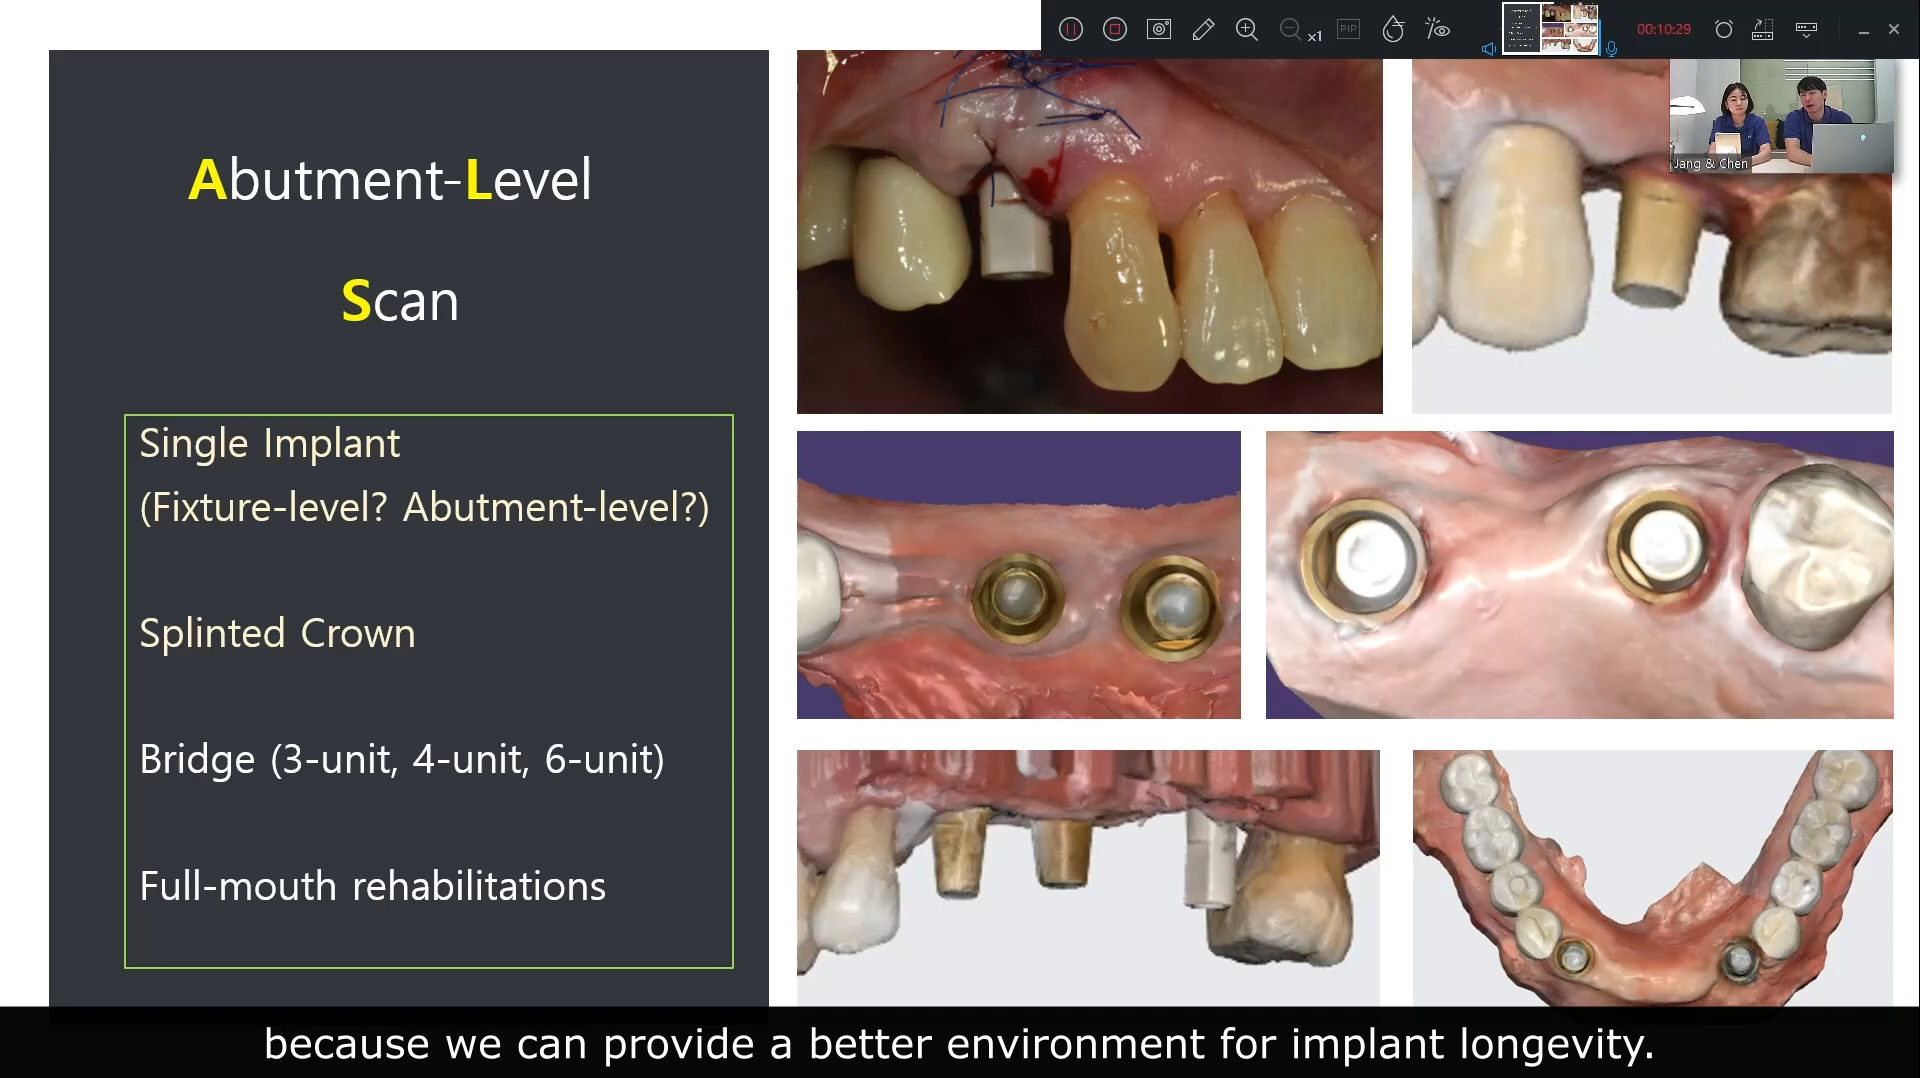 x1
PIP
00:10:29
Jang & Chen
Abutment-Level
Scan
Single Implant
(Fixture-level? Abutment-level?)
Splinted Crown
Bridge (3-unit, 4-unit, 6-unit)
Full-mouth rehabilitations
because we can provide a better environment for implant longevity.